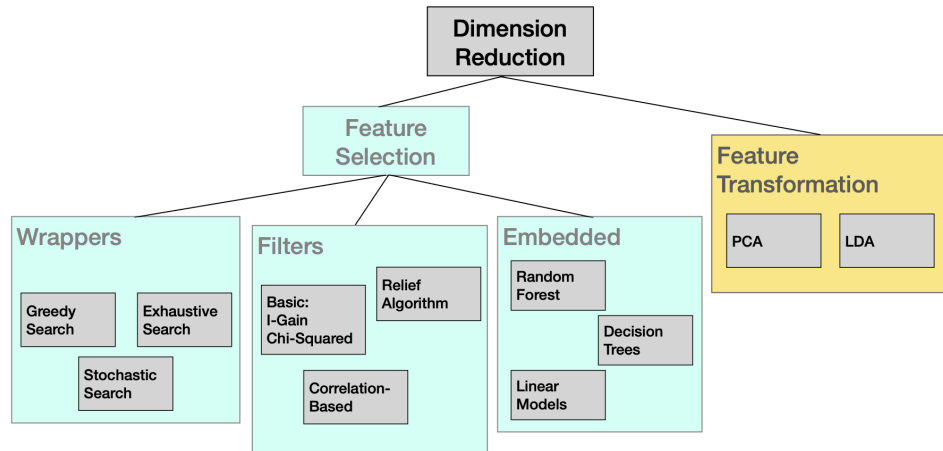 Dimension
Reduction
Feature
Selection
Feature
Transformation
PCA
LDA
Wrappers
Greedy
Search
Exhaustive
Search
Stochastic
Search
Filters
Basic:
I-Gain
Chi-Squared
Relief
Algorithm
Correlation-
Based
Embedded
Random
Forest
Decision
Trees
Linear
Models